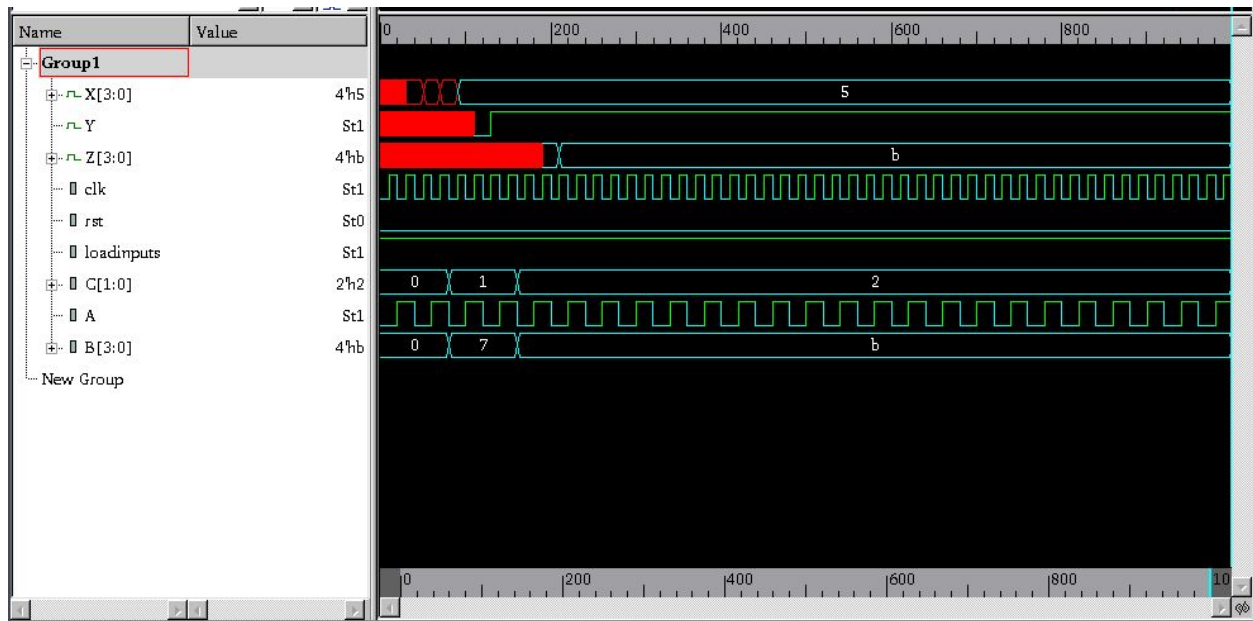 Name Value 0 200 400 600 800
Group1
X[3:0] 4'h5 5
Y St1
Z[3:0] 4'hb b
clk St1
rst St0
loadinputs St1
C[1:0] 2'h2 0 1 2
A St1
B[3:0] 4'hb 0 7 b
New Group
0 200 400 600 800 10